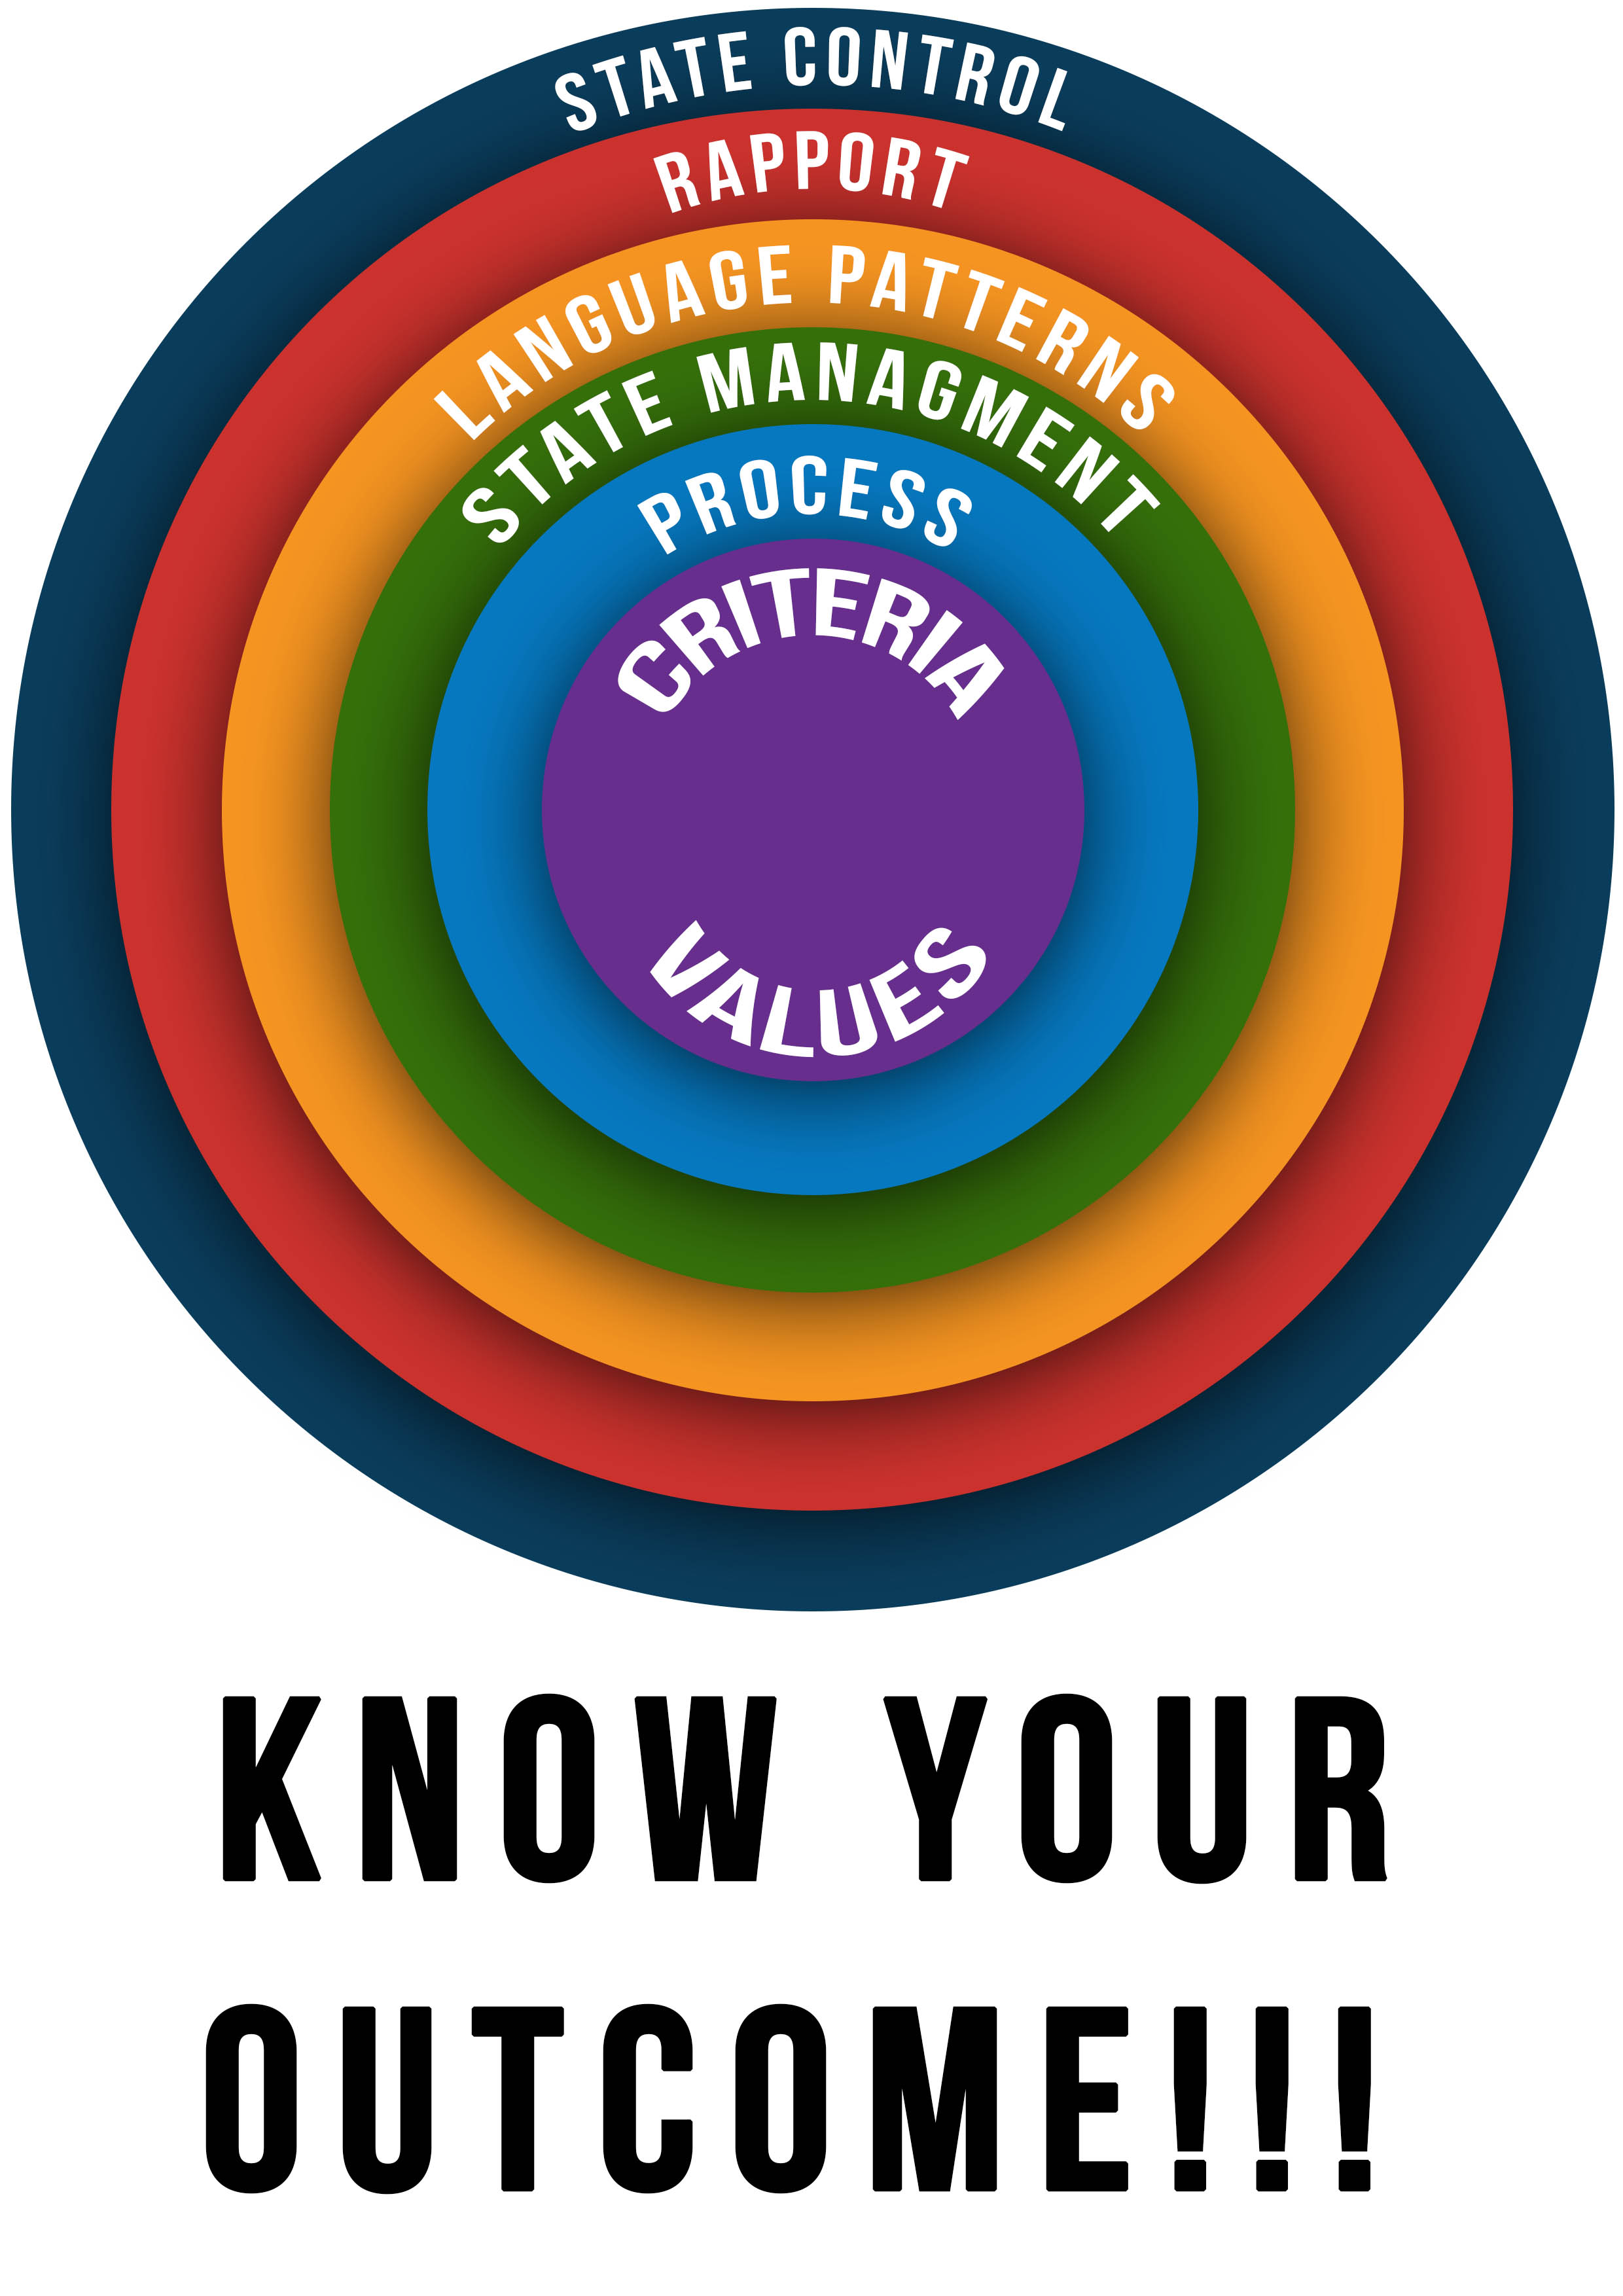 STATE CONTROL
RAPPORT
LANGUAGE PATTERNS
STATE MANAGMENT
PROCESS
CRITERIA
VALUES
KNOW YOUR
OUTCOME!!!